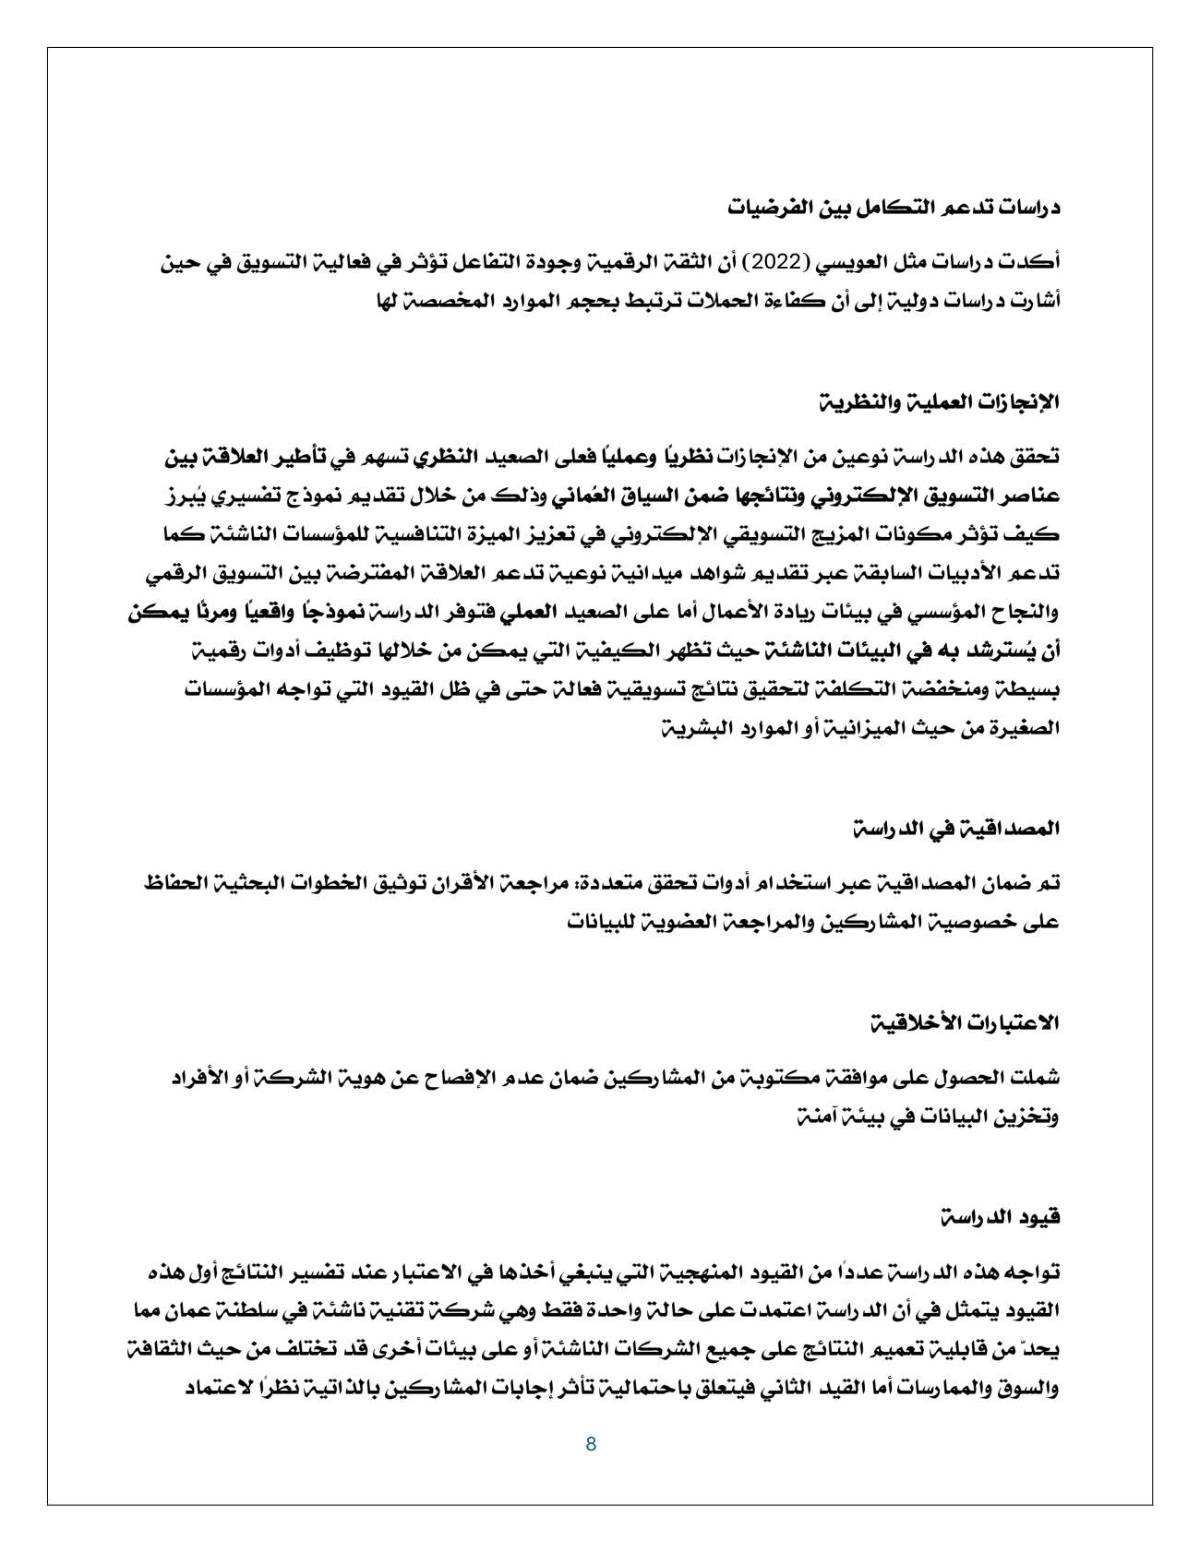 دراسات تدعم التكامل بين الفرضيات
أكدت دراسات مثل العويسي (2022) أن الثقة الرقمية وجودة التفاعل تؤثر في فعالية التسويق في حين
أشارت دراسات دولية إلى أن كفاءة الحملات ترتبط بحجم الموارد المخصصة لها
الإنجازات العملية والنظرية
تحقق هذه الدراسة نوعين من الإنجازات نظريًا وعمليًا فعلى الصعيد النظري تسهم في تأطير العلاقة بين
عناصر التسويق الإلكتروني ونتائجها ضمن السياق العُماني وذلك من خلال تقديم نموذج تفسيري يُبرز
كيف تؤثر مكونات المزيج التسويقي الإلكتروني في تعزيز الميزة التنافسية للمؤسسات الناشئة كما
تدعم الأدبيات السابقة عبر تقديم شواهد ميدانية نوعية تدعم العلاقة المفترضة بين التسويق الرقمي
والنجاح المؤسسي في بيئات ريادة الأعمال أما على الصعيد العملي فتوفر الدراسة نموذجًا واقعيًا ومرنًا يمكن
أن يُسترشد به في البيئات الناشئة حيث تظهر الكيفية التي يمكن من خلالها توظيف أدوات رقمية
بسيطة ومنخفضة التكلفة لتحقيق نتائج تسويقية فعالة حتى في ظل القيود التي تواجه المؤسسات
الصغيرة من حيث الميزانية أو الموارد البشرية
المصداقية في الدراسة
تم ضمان المصداقية عبر استخدام أدوات تحقق متعددة: مراجعة الأقران توثيق الخطوات البحثية الحفاظ
على خصوصية المشاركين والمراجعة العضوية للبيانات
الاعتبارات الأخلاقية
شملت الحصول على موافقة مكتوبة من المشاركين ضمان عدم الإفصاح عن هوية الشركة أو الأفراد
وتخزين البيانات في بيئة آمنة
قيود الدراسة
تواجه هذه الدراسة عددًا من القيود المنهجية التي ينبغي أخذها في الاعتبار عند تفسير النتائج أول هذه
القيود يتمثل في أن الدراسة اعتمدت على حالة واحدة فقط وهي شركة تقنية ناشئة في سلطنة عمان مما
يحدّ من قابلية تعميم النتائج على جميع الشركات الناشئة أو على بيئات أخرى قد تختلف من حيث الثقافة
والسوق والممارسات أما القيد الثاني فيتعلق باحتمالية تأثر إجابات المشاركين بالذاتية نظرًا لاعتماد
8